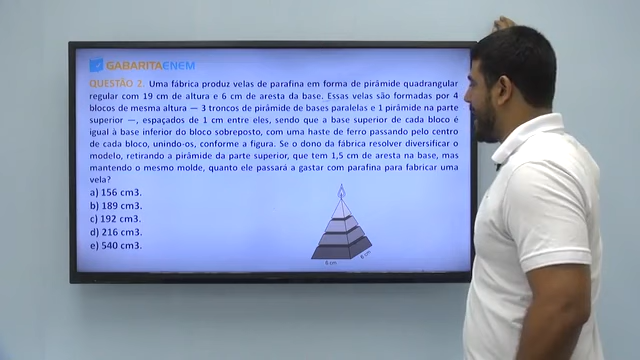 GABARITAENEM
QUESTÃO 2. Uma fábrica produz velas de parafina em forma de pirâmide quadrangular
regular com 19 cm de altura e 6 cm de aresta da base. Essas velas são formadas por 4
blocos de mesma altura — 3 troncos de pirâmide de bases paralelas e 1 pirâmide na parte
superior —, espaçados de 1 cm entre eles, sendo que a base superior de cada bloco é
igual à base inferior do bloco sobreposto, com uma haste de ferro passando pelo centro
de cada bloco, unindo-os, conforme a figura. Se o dono da fábrica resolver diversificar o
modelo, retirando a pirâmide da parte superior, que tem 1,5 cm de aresta na base, mas
mantendo o mesmo molde, quanto ele passará a gastar com parafina para fabricar uma
vela?
a) 156 cm3.
b) 189 cm3.
c) 192 cm3.
d) 216 cm3.
e) 540 cm3.
6 cm
6 cm